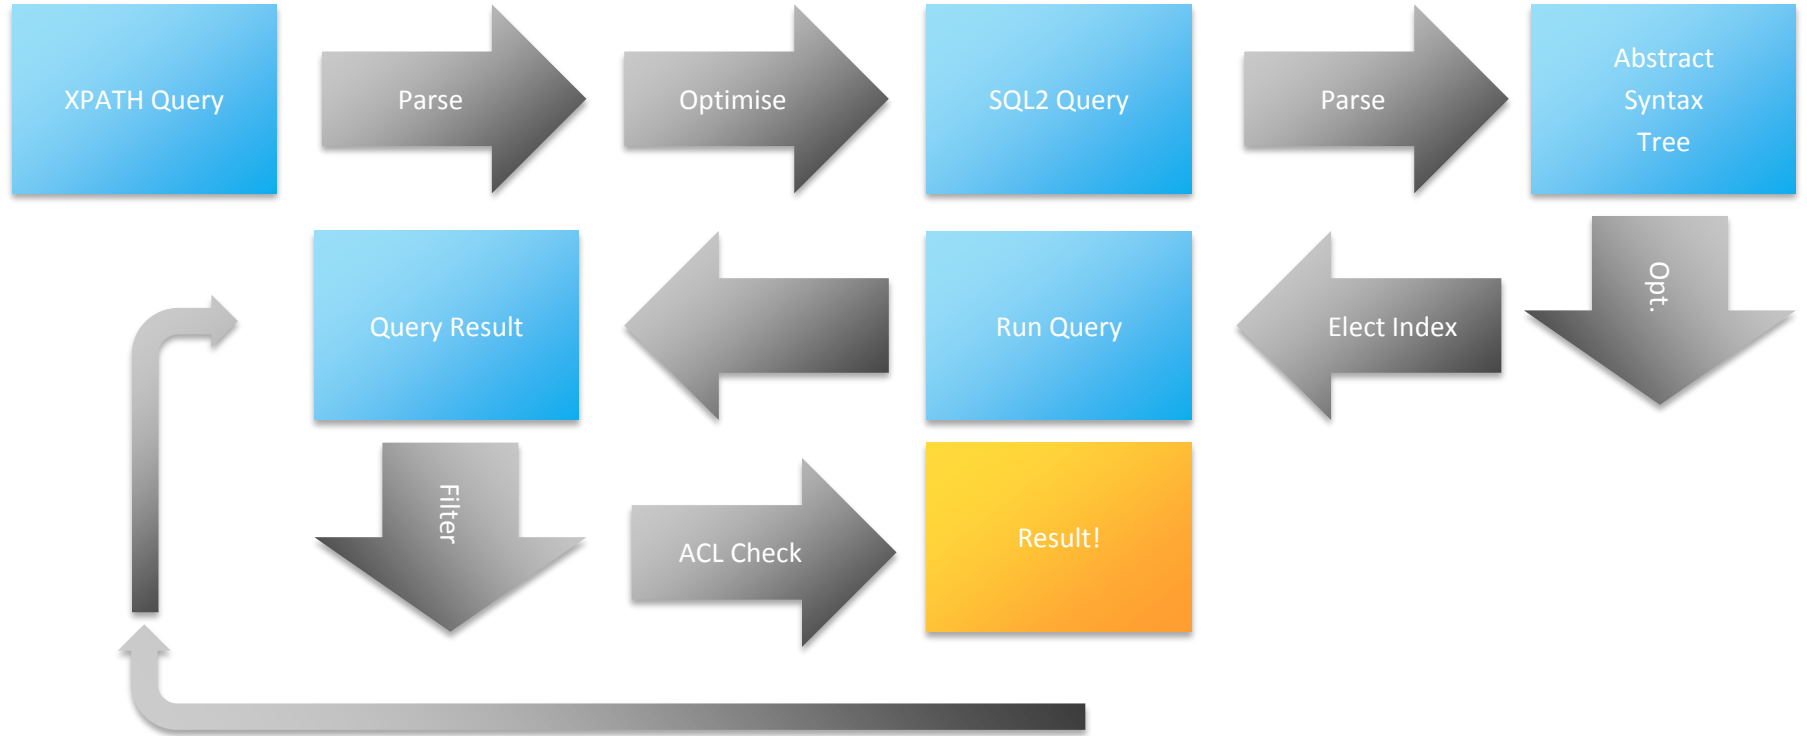 XPATH Query
Parse
Optimise
SQL2 Query
Parse
Abstract
Syntax
Tree
Opt.
Elect Index
Run Query
Query Result
Filter
ACL Check
Result!